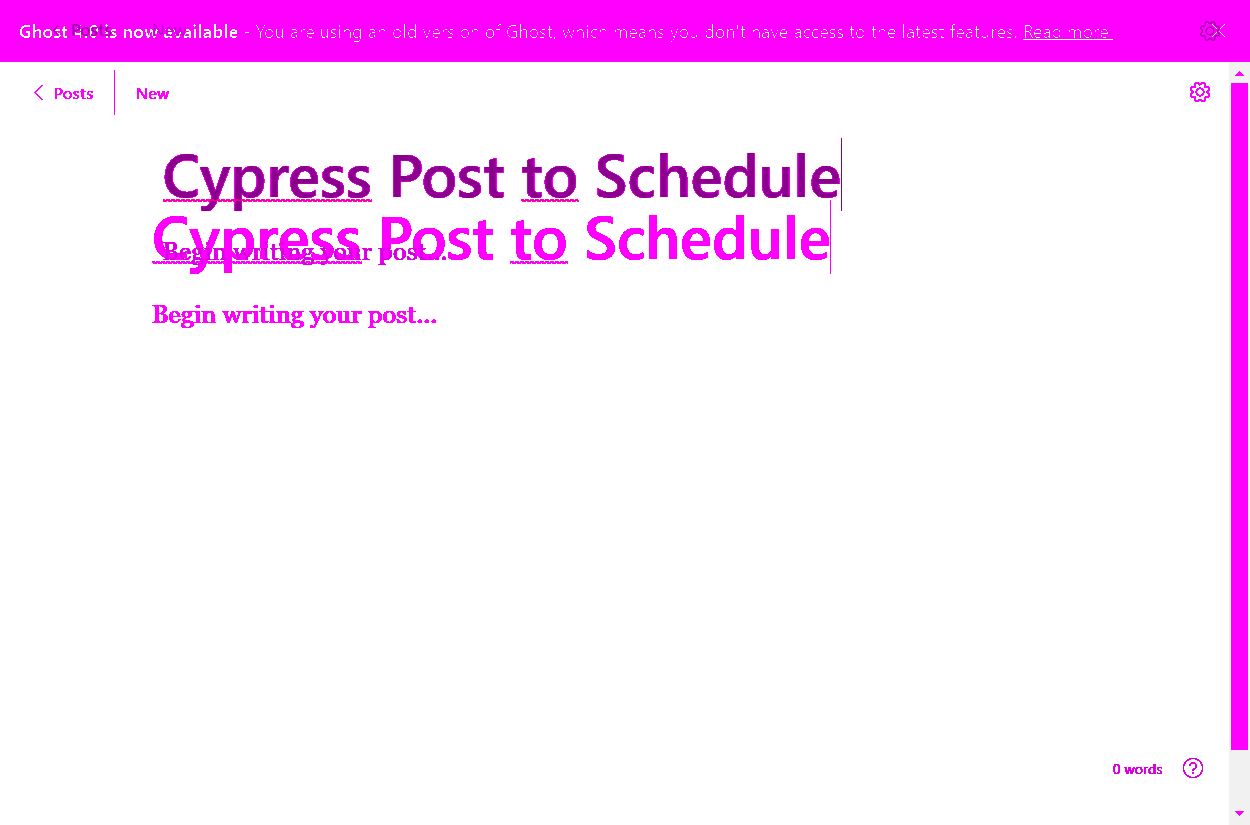 Ghost 4.0 is now available - You are using an old version of Ghost, which means you don't have access to the latest features. Read more
Posts New
Posts New
Cypress Post to Schedule
Cypress Post to Schedule
Begin writing your post...
Begin writing your post...
0 words